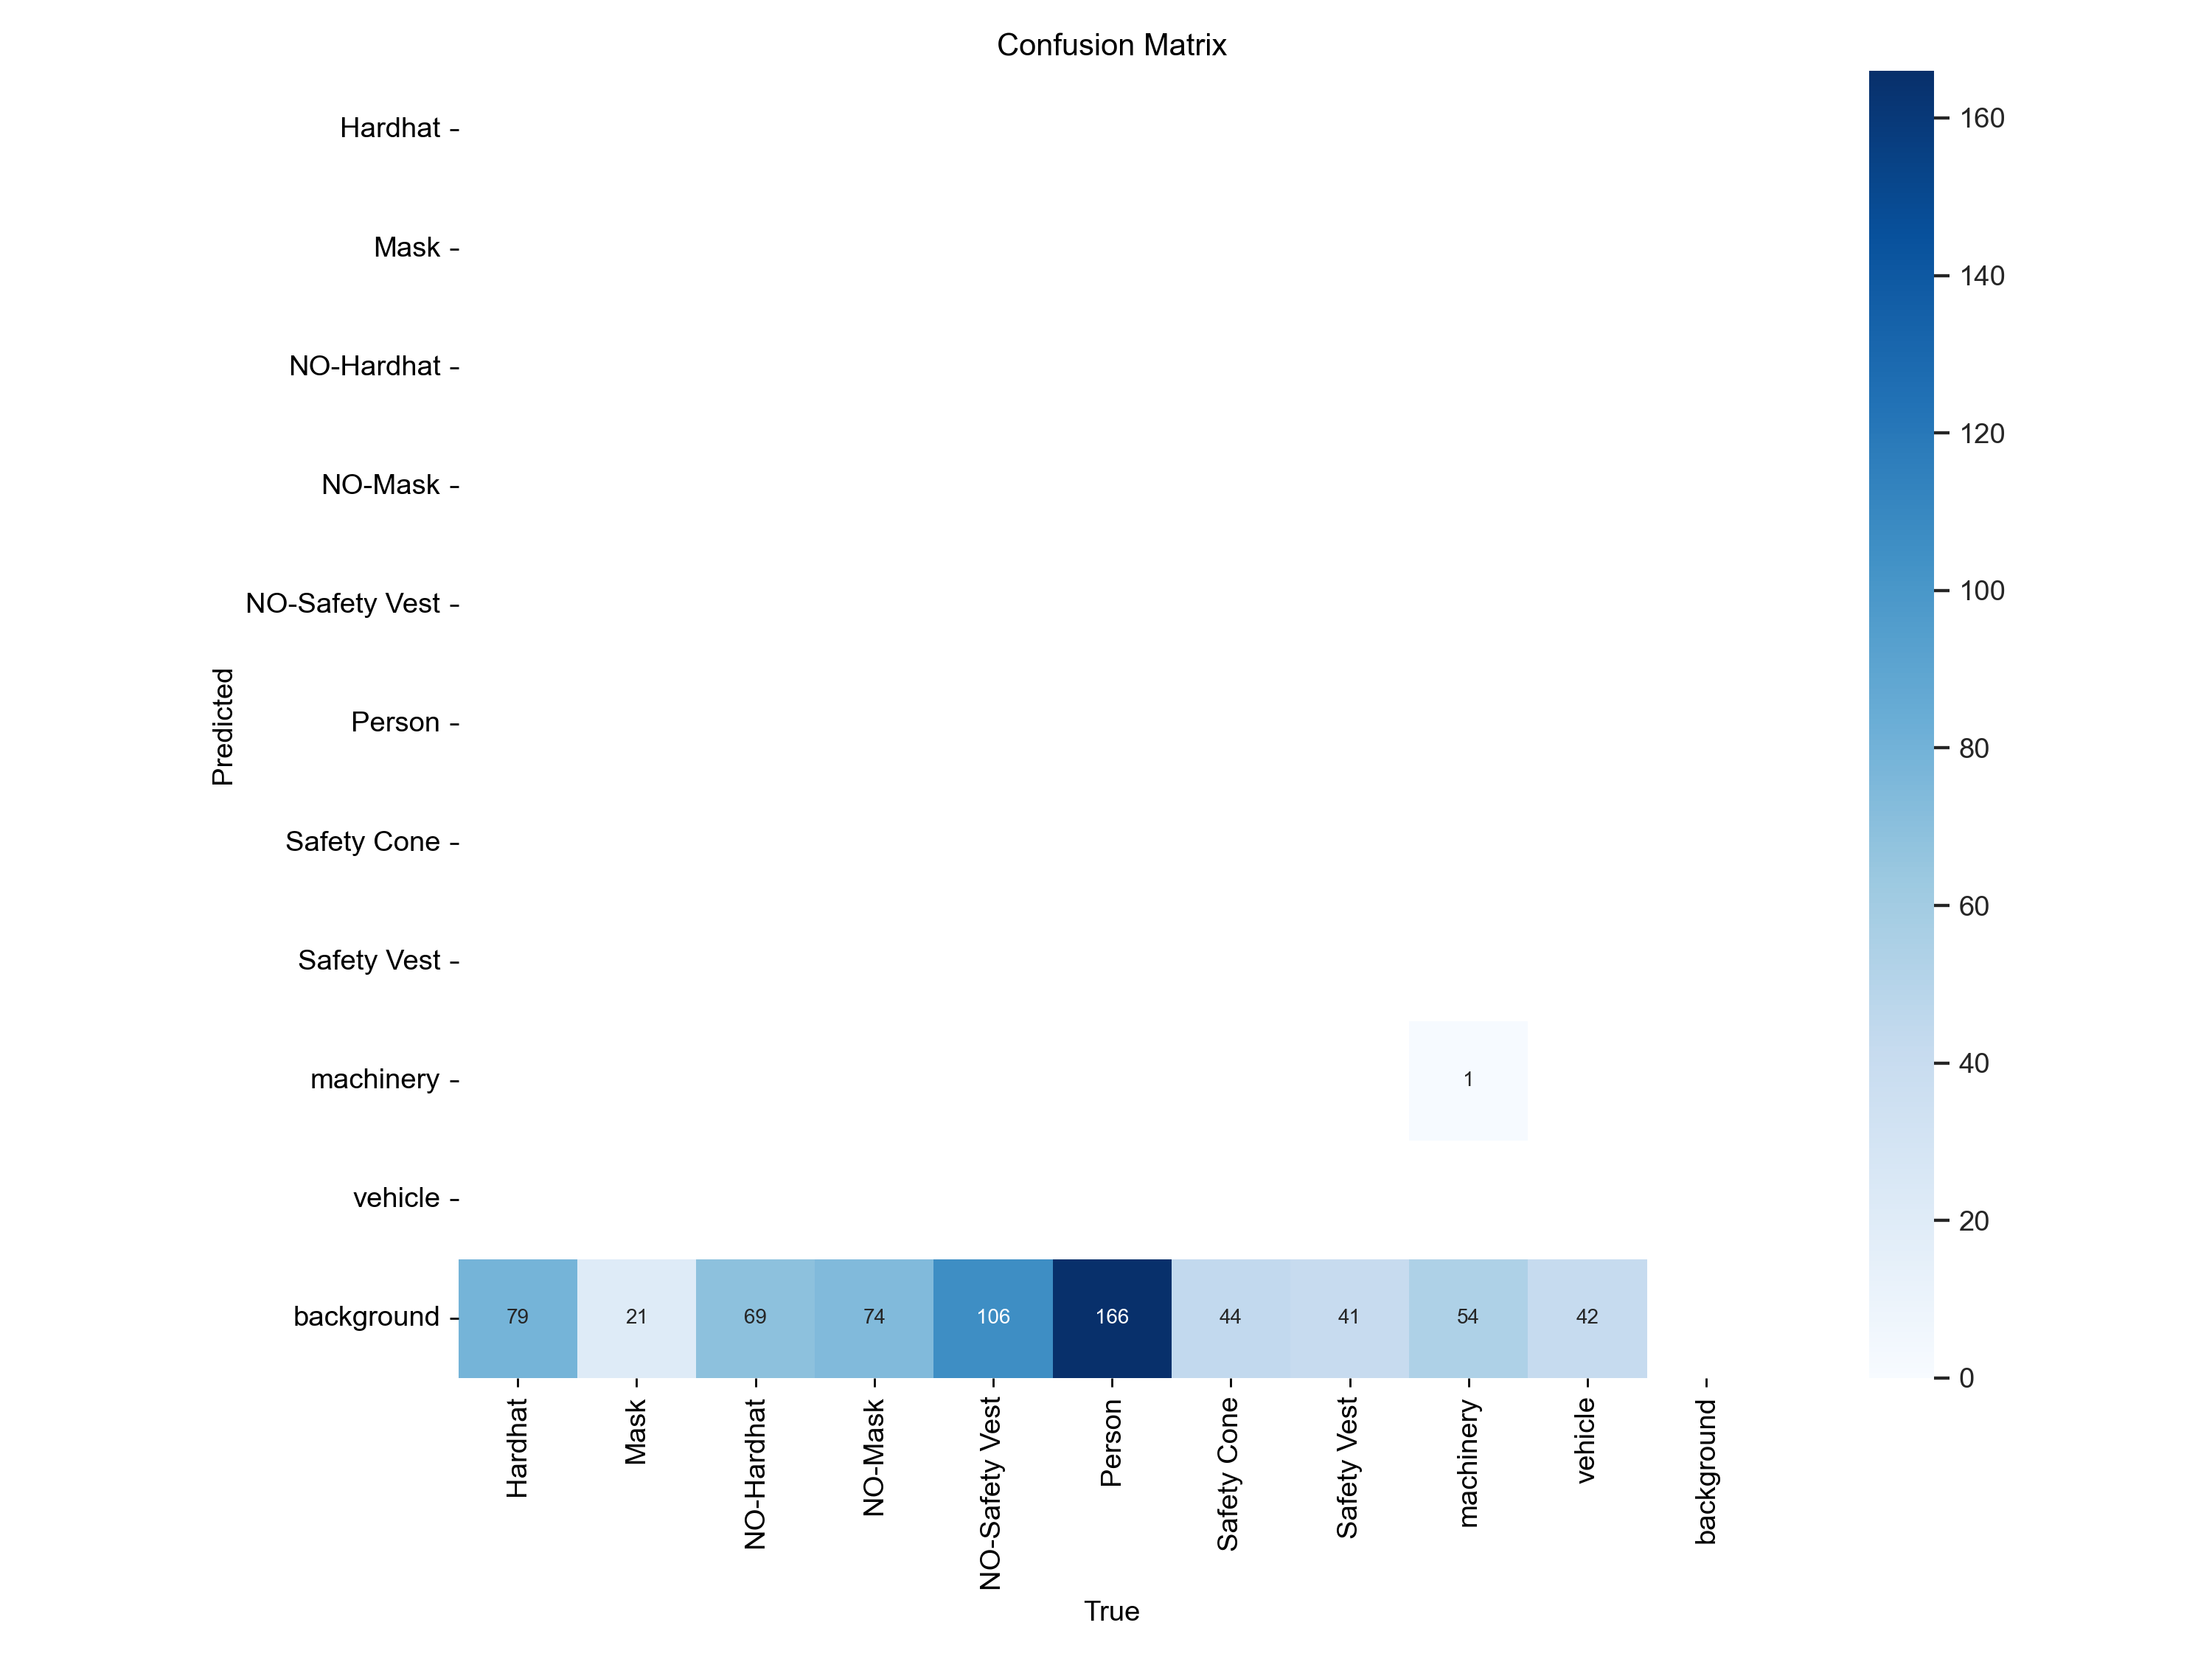 Confusion Matrix
Hardhat
Mask
NO-Hardhat
NO-Mask
NO-Safety Vest
Person
Safety Cone
Safety Vest
machinery
vehicle
background
Predicted
1
79 21 69 74 106 166 44 41 54 42
Hardhat
Mask
NO-Hardhat
NO-Mask
NO-Safety Vest
Person
Safety Cone
Safety Vest
machinery
vehicle
background
True
160
140
120
100
80
60
40
20
0